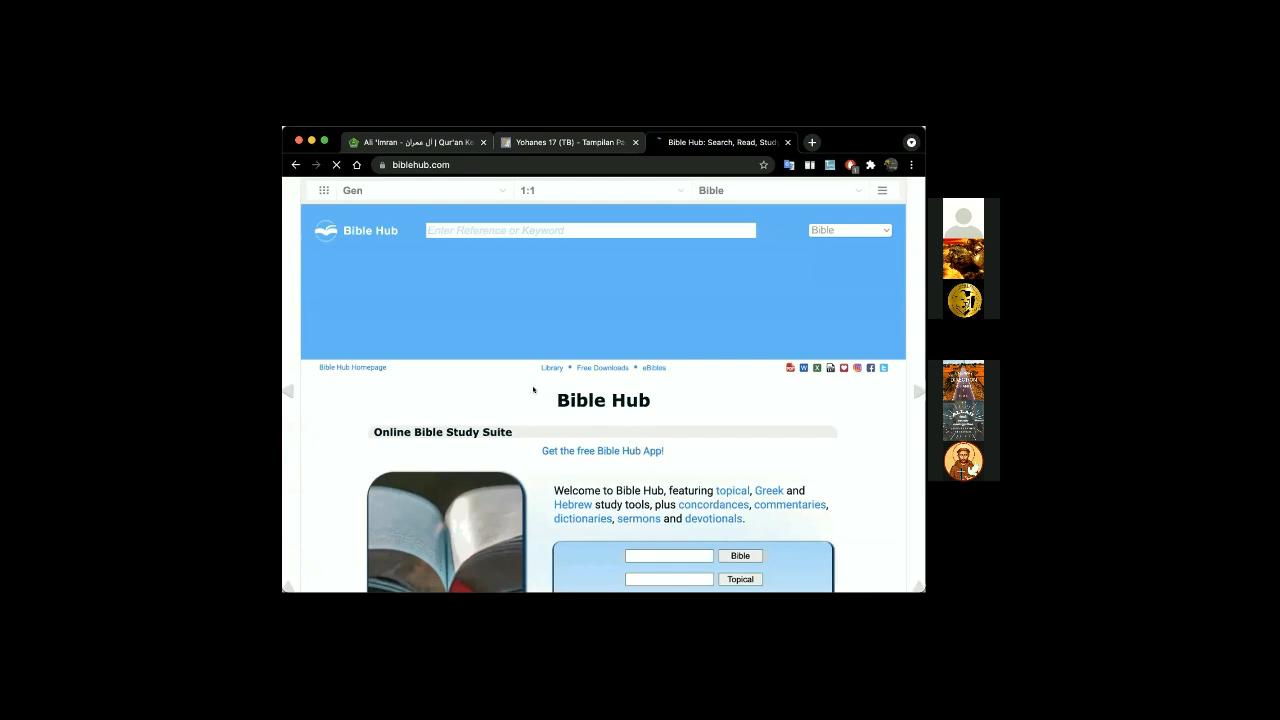 Ali 'Imran - آل عمران | Qur'an Ke
Yohanes 17 (TB) - Tampilan Pa
Bible Hub: Search, Read, Stud
biblehub.com
Gen
1:1
Bible
Bible Hub
Enter Reference or Keyword
Bible
Bible Hub Homepage
Library • Free Downloads • eBibles
Bible Hub
Online Bible Study Suite
Get the free Bible Hub App!
Welcome to Bible Hub, featuring topical, Greek and
Hebrew study tools, plus concordances, commentaries,
dictionaries, sermons and devotionals.
Bible
Topical
DIRECTION
ALLAH